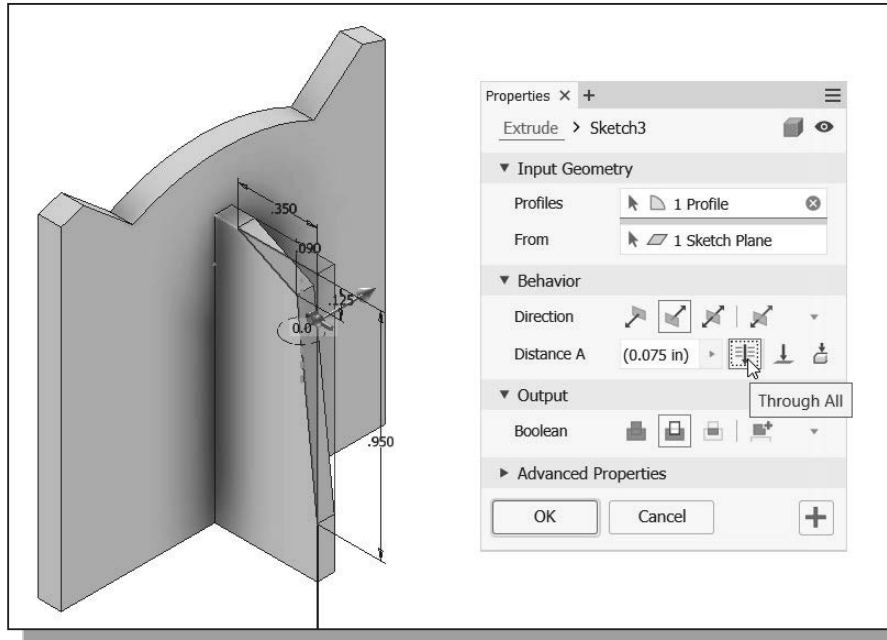 .350
.090
.125
0.0
.950
Properties × +
Extrude > Sketch3
Input Geometry
Profiles 1 Profile
From 1 Sketch Plane
Behavior
Direction
Distance A (0.075 in)
Through All
Output
Boolean
Advanced Properties
OK Cancel